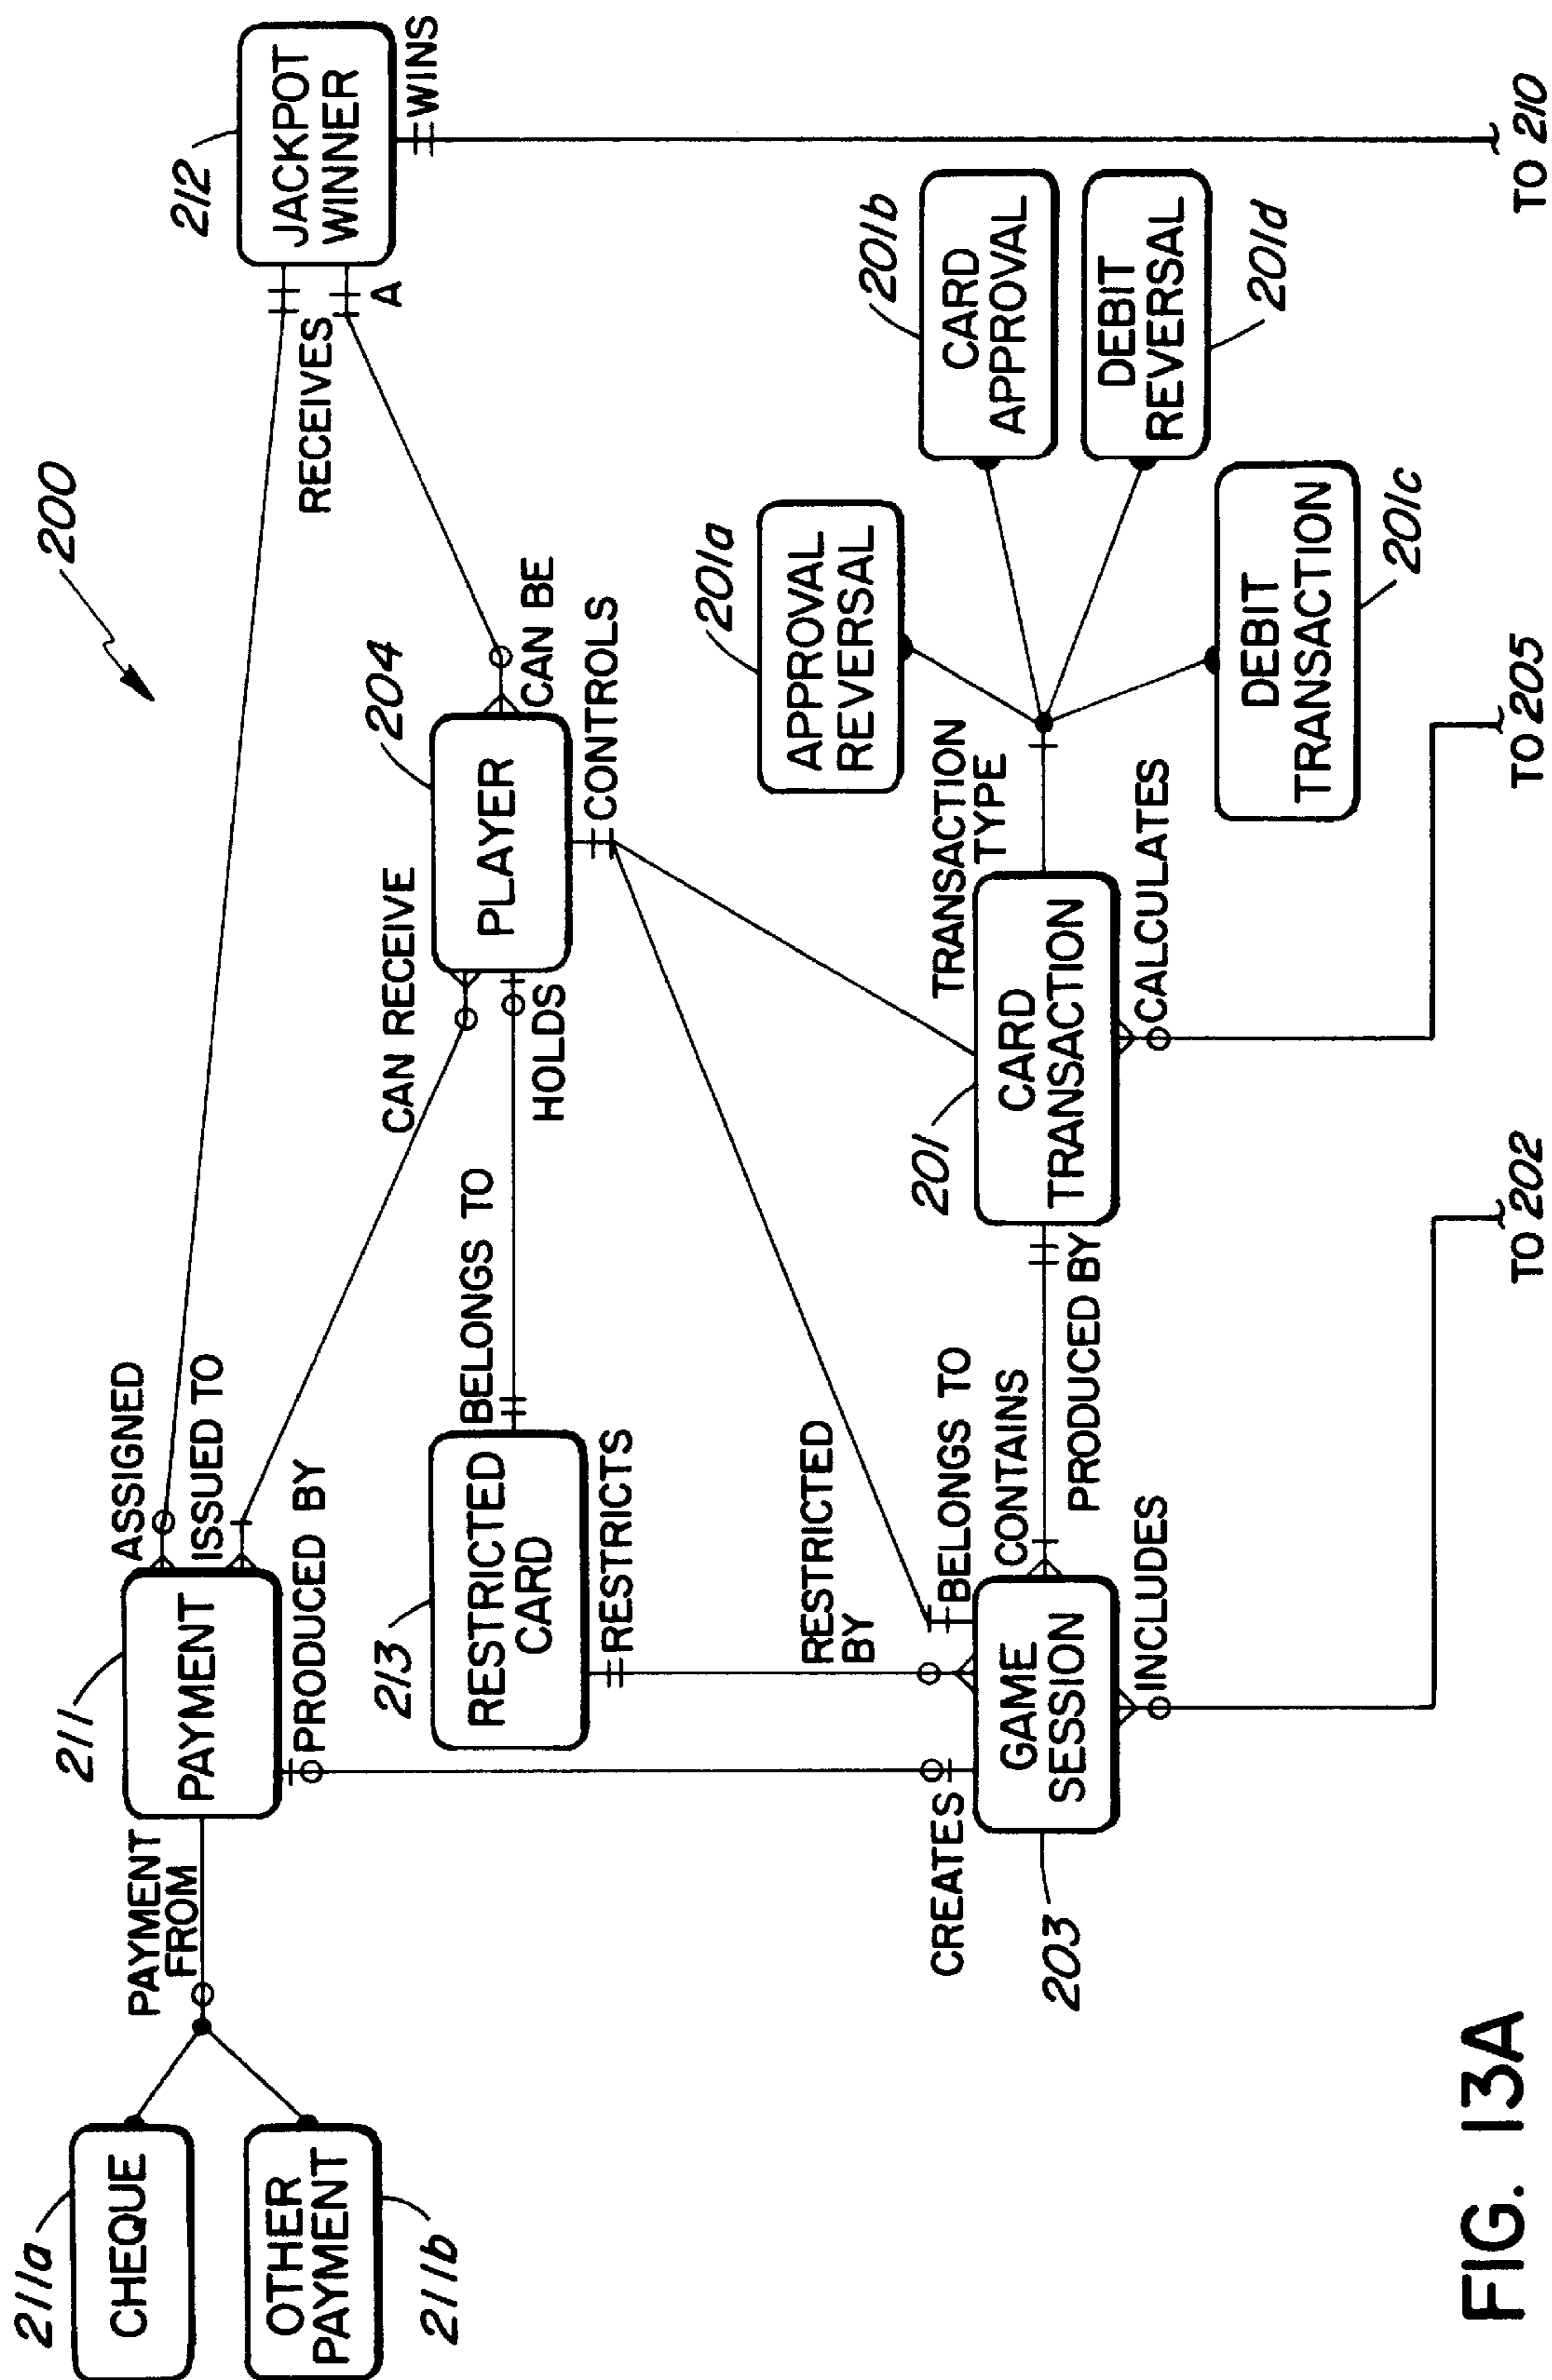 200
211a
CHEQUE
OTHER
PAYMENT
211b
PAYMENT
FROM
211
PAYMENT
ASSIGNED
ISSUED TO
PRODUCED BY
RECEIVES
A
212
JACKPOT
WINNER
WINS
213
RESTRICTED
CARD
BELONGS TO
RESTRICTS
CAN RECEIVE
HOLDS
204
PLAYER
CAN BE
CONTROLS
RESTRICTED
BY
CREATES
203
GAME
SESSION
BELONGS TO
CONTAINS
PRODUCED BY
INCLUDES
201
CARD
TRANSACTION
TRANSACTION
TYPE
CALCULATES
201a
APPROVAL
REVERSAL
201b
CARD
APPROVAL
DEBIT
REVERSAL
201d
DEBIT
TRANSACTION
201c
TO 202
TO 205
TO 210
FIG. 13A